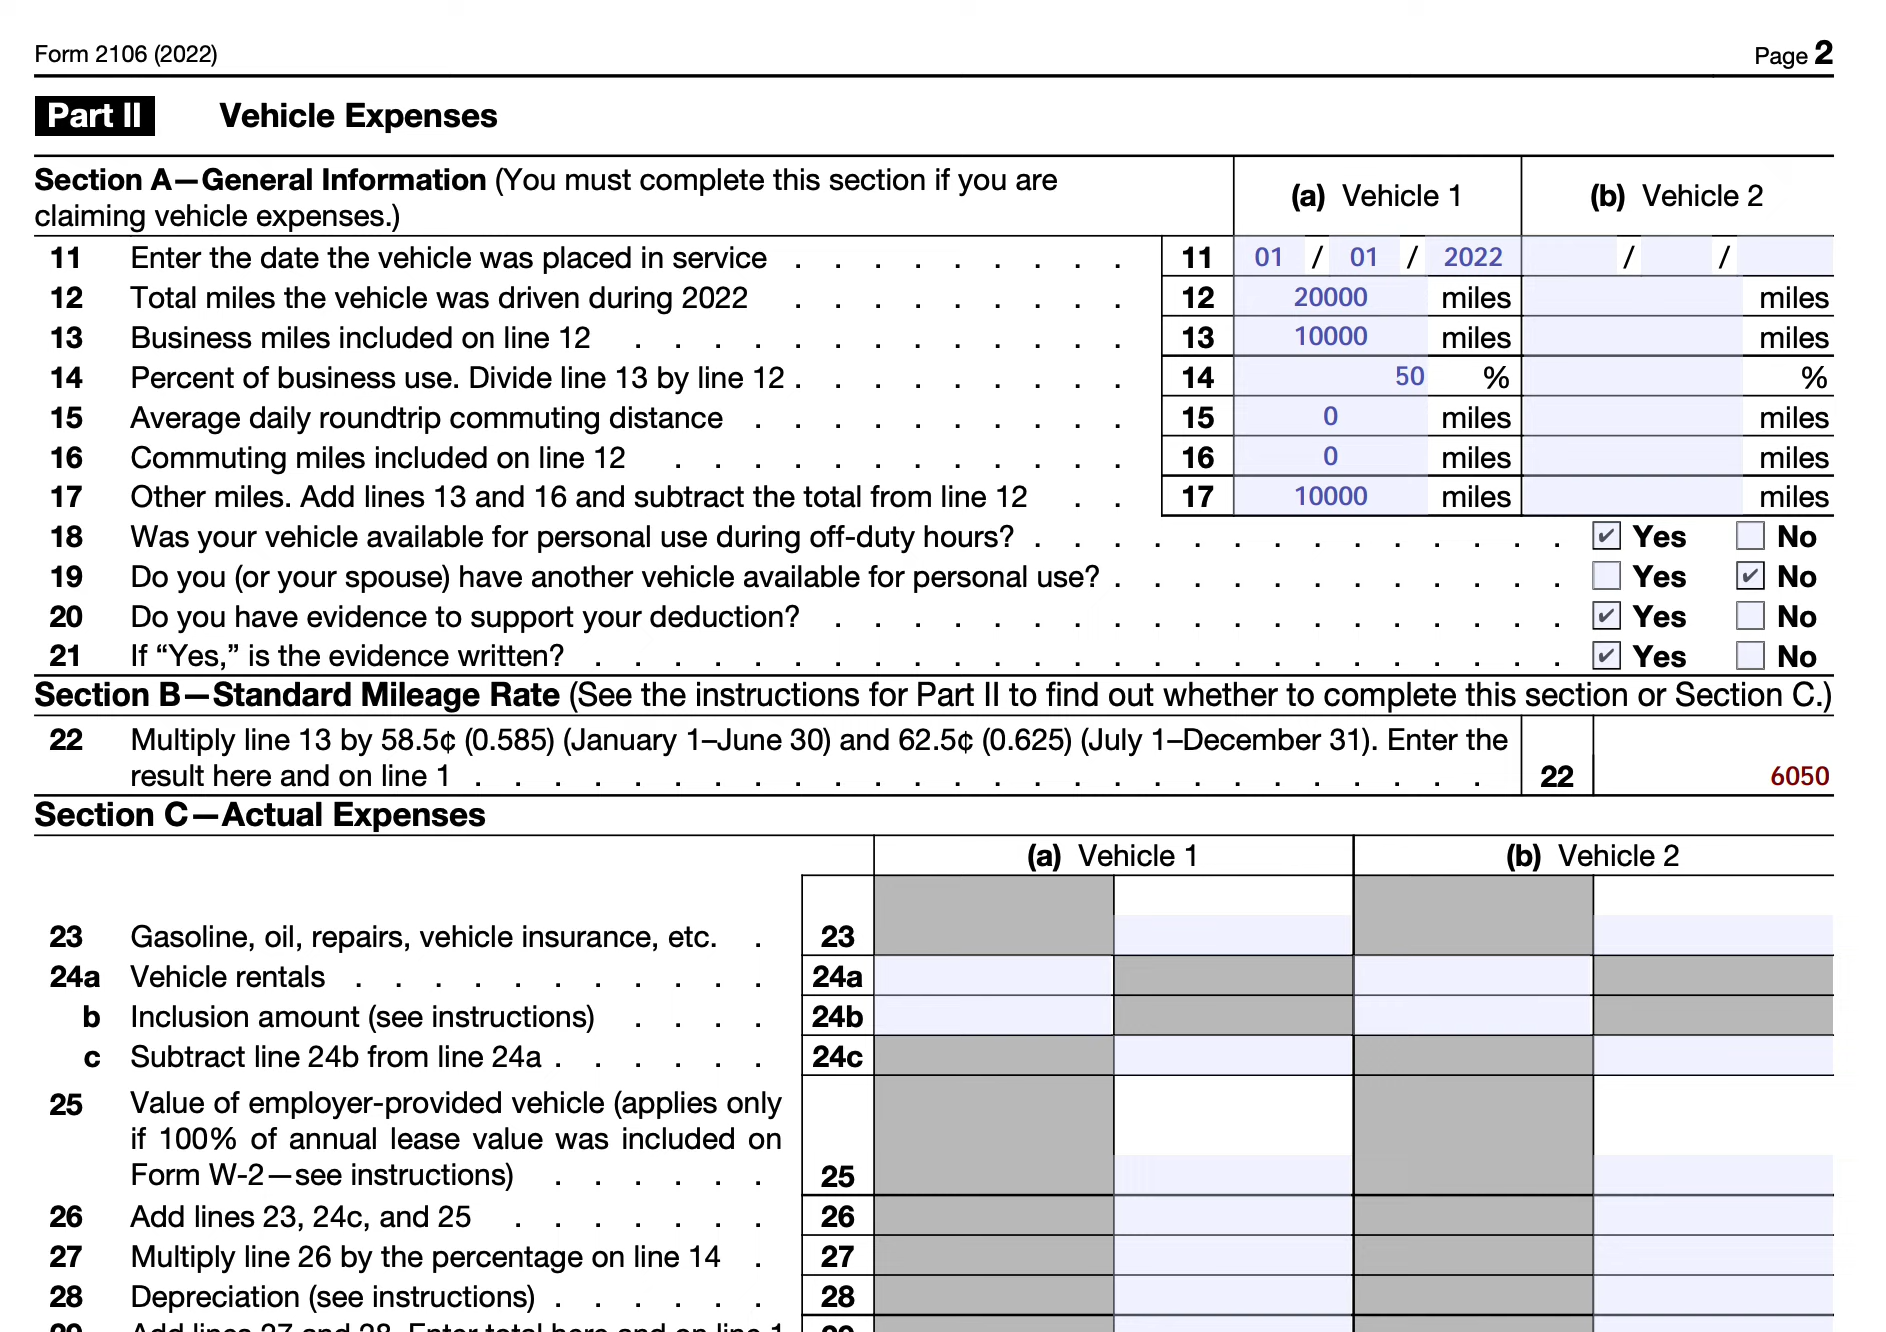 Form 2106 (2022) Page 2
Part II Vehicle Expenses
Section A—General Information (You must complete this section if you are
claiming vehicle expenses.)
(a) Vehicle 1 (b) Vehicle 2
11 Enter the date the vehicle was placed in service . . . . . . . . . 11 01 / 01 / 2022 / /
12 Total miles the vehicle was driven during 2022 . . . . . . . . . 12 20000 miles miles
13 Business miles included on line 12 . . . . . . . . . . . . . 13 10000 miles miles
14 Percent of business use. Divide line 13 by line 12 . . . . . . . . . 14 50 % %
15 Average daily roundtrip commuting distance . . . . . . . . . . 15 0 miles miles
16 Commuting miles included on line 12 . . . . . . . . . . . . 16 0 miles miles
17 Other miles. Add lines 13 and 16 and subtract the total from line 12 . . 17 10000 miles miles
18 Was your vehicle available for personal use during off-duty hours? . . . . . . . . . . . . . . ✔ Yes No
19 Do you (or your spouse) have another vehicle available for personal use? . . . . . . . . . . . . Yes ✔ No
20 Do you have evidence to support your deduction? . . . . . . . . . . . . . . . . . . . ✔ Yes No
21 If “Yes,” is the evidence written? . . . . . . . . . . . . . . . . . . . . . . . . . ✔ Yes No
Section B—Standard Mileage Rate (See the instructions for Part II to find out whether to complete this section or Section C.)
22 Multiply line 13 by 58.5¢ (0.585) (January 1–June 30) and 62.5¢ (0.625) (July 1–December 31). Enter the
result here and on line 1 . . . . . . . . . . . . . . . . . . . . . . . . . . 22 6050
Section C—Actual Expenses
(a) Vehicle 1 (b) Vehicle 2
23 Gasoline, oil, repairs, vehicle insurance, etc. . 23
24a Vehicle rentals . . . . . . . . . . . 24a
b Inclusion amount (see instructions) . . . . 24b
c Subtract line 24b from line 24a . . . . . . 24c
25 Value of employer-provided vehicle (applies only
if 100% of annual lease value was included on
Form W-2—see instructions) . . . . . . 25
26 Add lines 23, 24c, and 25 . . . . . . . 26
27 Multiply line 26 by the percentage on line 14 . 27
28 Depreciation (see instructions) . . . . . . 28
29 Add lines 27 and 28. Enter total here and on line 1 29